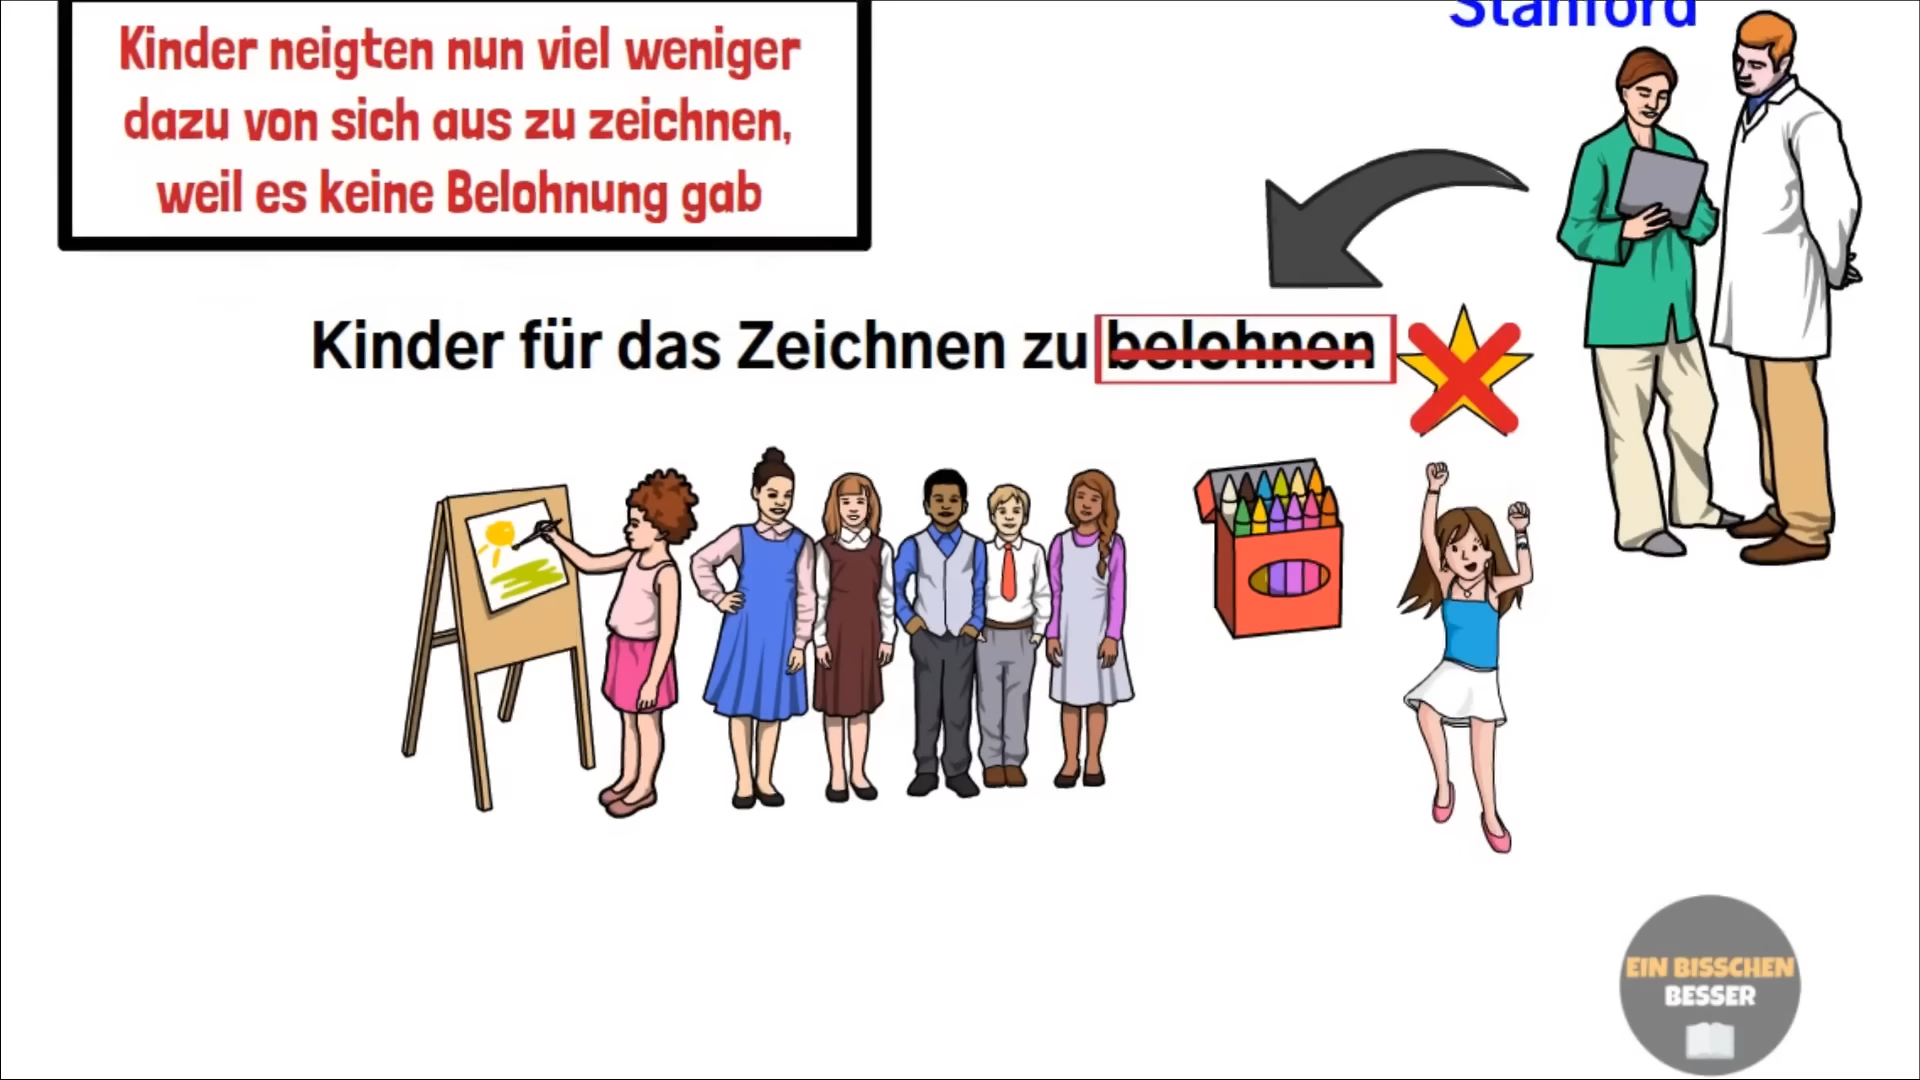 Stanford
Kinder neigten nun viel weniger
dazu von sich aus zu zeichnen,
weil es keine Belohnung gab
Kinder für das Zeichnen zu belohnen
EIN BISSCHEN
BESSER